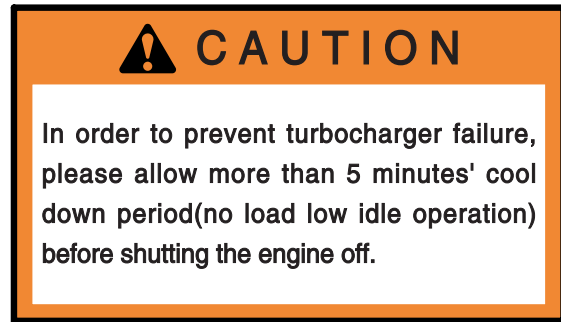 CAUTION
In order to prevent turbocharger failure,
please allow more than 5 minutes' cool
down period(no load low idle operation)
before shutting the engine off.